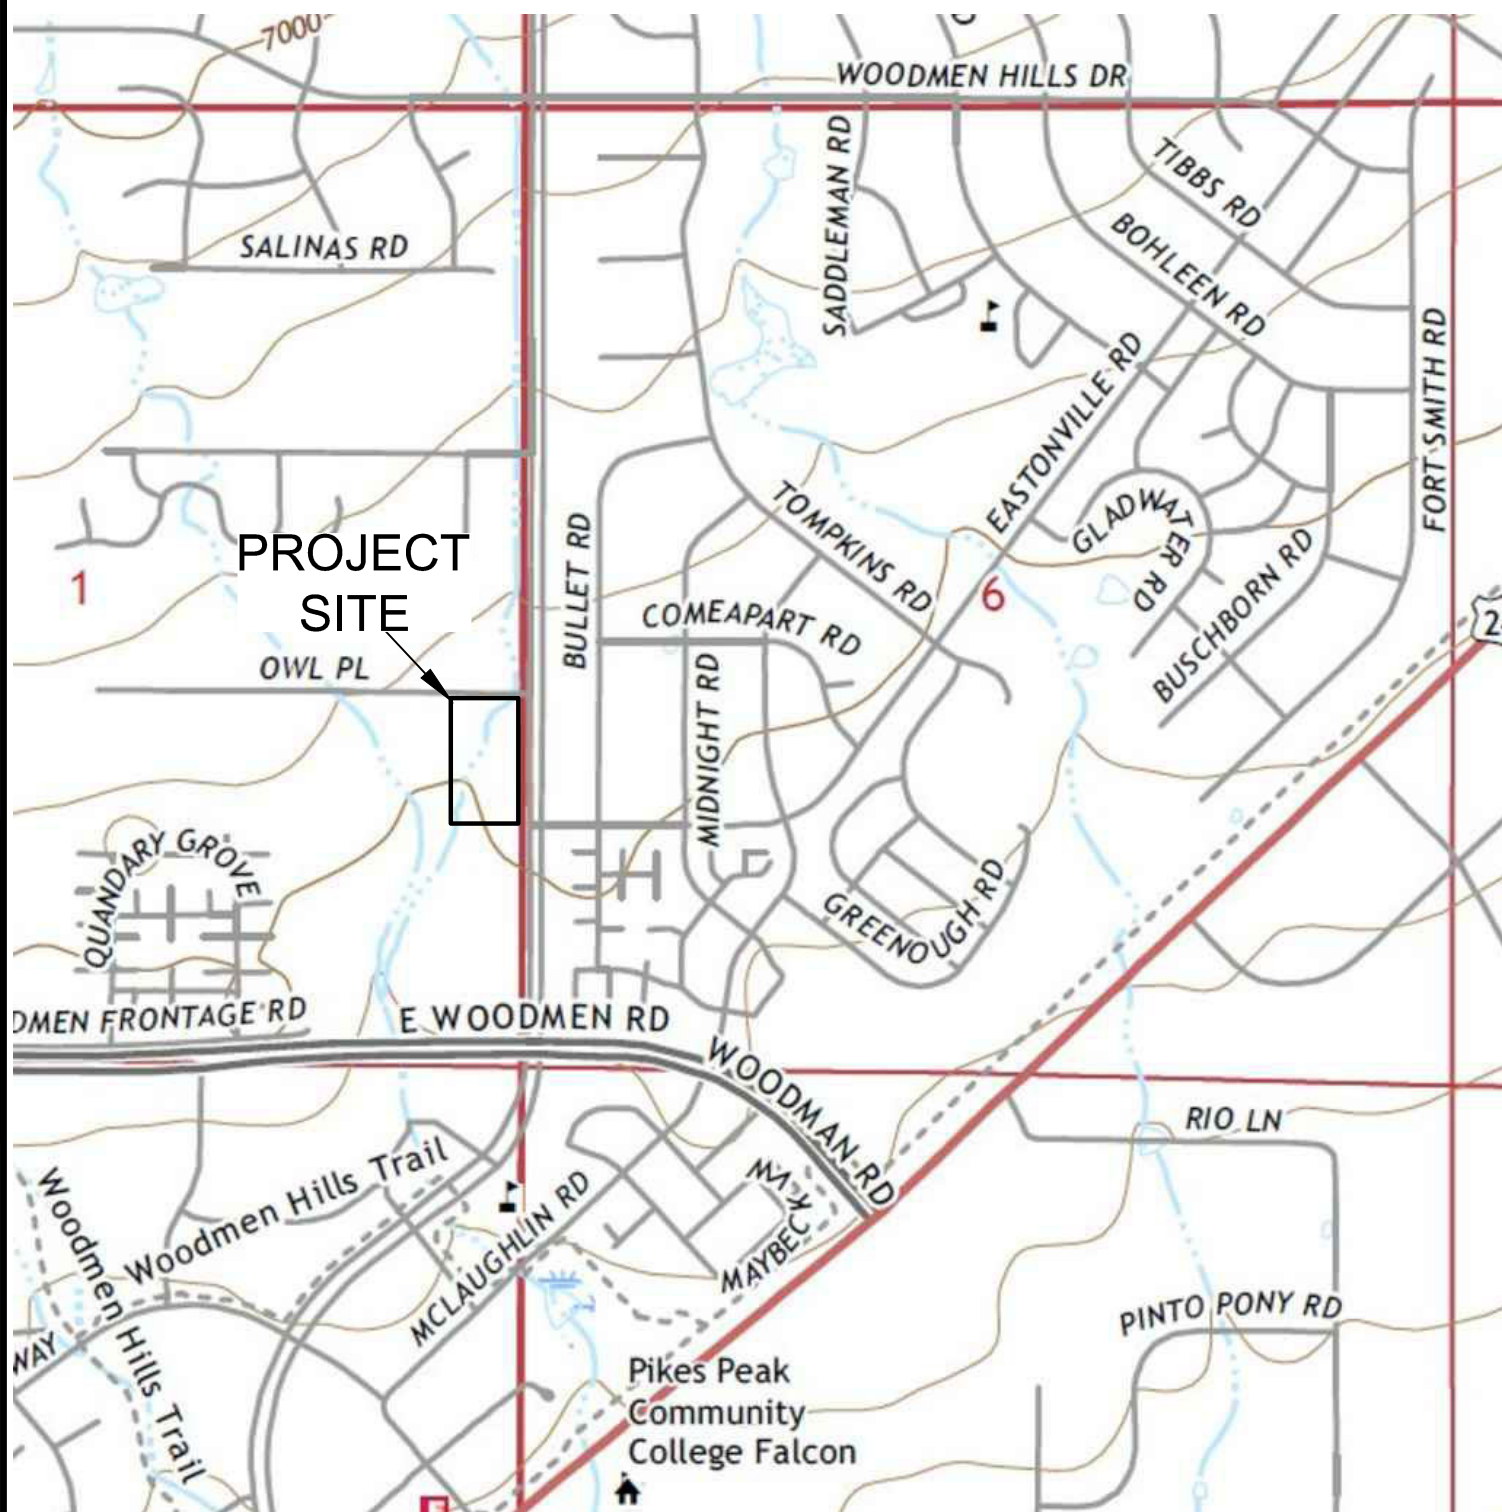 7000
WOODMEN HILLS DR
SADDLEMAN RD
TIBBS RD
BOHLEEN RD
SALINAS RD
FORT SMITH RD
EASTONVILLE RD
TOMPKINS RD
GLADWATER RD
BULLET RD
BUSCHBORN RD
PROJECT
SITE
1
6
COMEAPART RD
OWL PL
MIDNIGHT RD
QUANDARY GROVE
GREENOUGH RD
DMEN FRONTAGE RD
E WOODMEN RD
WOODMAN RD
RIO LN
Woodmen Hills Trail
Woodmen Hills Trail
MCLAUGHLIN RD
MAYBECK VW
PINTO PONY RD
WAY
Pikes Peak
Community
College Falcon